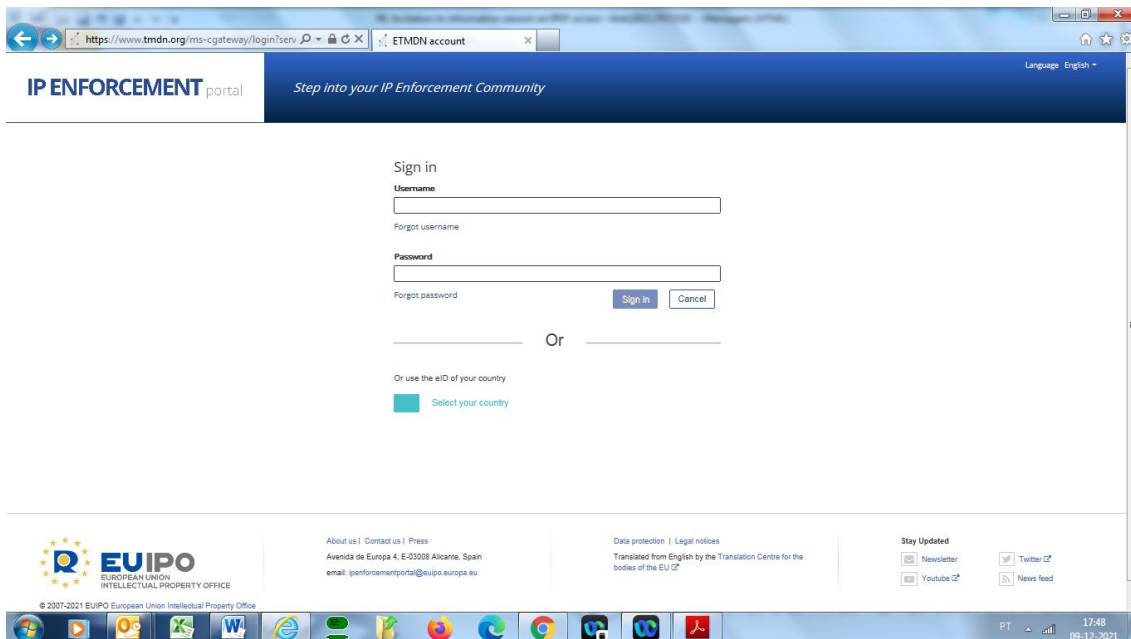 https://www.tmdn.org/ms-cgateway/login?serv
ETMDN account
Language English
IP ENFORCEMENT portal
Step into your IP Enforcement Community
Sign in
Username
Forgot username
Password
Forgot password
Sign in
Cancel
Or
Or use the eID of your country
Select your country
EUIPO
EUROPEAN UNION
INTELLECTUAL PROPERTY OFFICE
© 2007-2021 EUIPO European Union Intellectual Property Office
About us | Contact us | Press
Avenida de Europa 4, E-03008 Alicante, Spain
email: ipenforcementportal@euipo.europa.eu
Data protection | Legal notices
Translated from English by the Translation Centre for the
bodies of the EU
Stay Updated
Newsletter
Twitter
Youtube
News feed
PT
17:48
09-12-2021